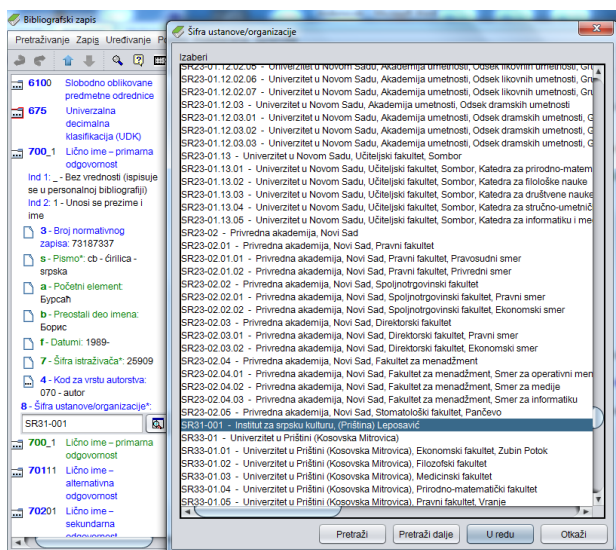 Bibliografski zapis
Pretraživanje Zapis Uređivanje
6100 Slobodno oblikovane
predmetne odrednice
675 Univerzalna
decimalna
klasifikacija (UDK)
700_1 Lično ime – primarna
odgovornost
Ind 1: _ - Bez vrednosti (ispisuje
se u personalnoj bibliografiji)
Ind 2: 1 - Unosi se prezime i
ime
3 - Broj normativnog
zapisa: 73187337
s - Pismo*: cb - ćirilica -
srpska
a - Početni element:
Бурсаћ
b - Preostali deo imena:
Борис
f - Datumi: 1989-
7 - Šifra istraživača*: 25909
4 - Kod za vrstu autorstva:
070 - autor
8 - Šifra ustanove/organizacije*:
SR31-001
700_1 Lično ime – primarna
odgovornost
70111 Lično ime –
alternativna
odgovornost
70201 Lično ime –
sekundarna
odgovornost
Šifra ustanove/organizacije
Izaberi
SR23-01.12.02.05 - Univerzitet u Novom Sadu, Akademija umetnosti, Odsek likovnih umetnosti,
SR23-01.12.02.06 - Univerzitet u Novom Sadu, Akademija umetnosti, Odsek likovnih umetnosti,
SR23-01.12.02.07 - Univerzitet u Novom Sadu, Akademija umetnosti, Odsek likovnih umetnosti,
SR23-01.12.03 - Univerzitet u Novom Sadu, Akademija umetnosti, Odsek dramskih umetnosti
SR23-01.12.03.01 - Univerzitet u Novom Sadu, Akademija umetnosti, Odsek dramskih umetnosti, G
SR23-01.12.03.02 - Univerzitet u Novom Sadu, Akademija umetnosti, Odsek dramskih umetnosti, G
SR23-01.12.03.03 - Univerzitet u Novom Sadu, Akademija umetnosti, Odsek dramskih umetnosti, G
SR23-01.13 - Univerzitet u Novom Sadu, Učiteljski fakultet, Sombor
SR23-01.13.01 - Univerzitet u Novom Sadu, Učiteljski fakultet, Sombor, Katedra za prirodno-matem
SR23-01.13.02 - Univerzitet u Novom Sadu, Učiteljski fakultet, Sombor, Katedra za filološke nauke
SR23-01.13.03 - Univerzitet u Novom Sadu, Učiteljski fakultet, Sombor, Katedra za društvene nauke
SR23-01.13.04 - Univerzitet u Novom Sadu, Učiteljski fakultet, Sombor, Katedra za stručno-umetnič
SR23-01.13.05 - Univerzitet u Novom Sadu, Učiteljski fakultet, Sombor, Katedra za informatiku i me
SR23-02 - Privredna akademija, Novi Sad
SR23-02.01 - Privredna akademija, Novi Sad, Pravni fakultet
SR23-02.01.01 - Privredna akademija, Novi Sad, Pravni fakultet, Pravosudni smer
SR23-02.01.02 - Privredna akademija, Novi Sad, Pravni fakultet, Privredni smer
SR23-02.02 - Privredna akademija, Novi Sad, Spoljnotrgovinski fakultet
SR23-02.02.01 - Privredna akademija, Novi Sad, Spoljnotrgovinski fakultet, Pravni smer
SR23-02.02.02 - Privredna akademija, Novi Sad, Spoljnotrgovinski fakultet, Ekonomski smer
SR23-02.03 - Privredna akademija, Novi Sad, Direktorski fakultet
SR23-02.03.01 - Privredna akademija, Novi Sad, Direktorski fakultet, Pravni smer
SR23-02.03.02 - Privredna akademija, Novi Sad, Direktorski fakultet, Ekonomski smer
SR23-02.04 - Privredna akademija, Novi Sad, Fakultet za menadžment
SR23-02.04.01 - Privredna akademija, Novi Sad, Fakultet za menadžment, Smer za operativni men
SR23-02.04.02 - Privredna akademija, Novi Sad, Fakultet za menadžment, Smer za medije
SR23-02.04.03 - Privredna akademija, Novi Sad, Fakultet za menadžment, Smer za informatiku
SR23-02.05 - Privredna akademija, Novi Sad, Stomatološki fakultet, Pančevo
SR31-001 - Institut za srpsku kulturu, (Priština) Leposavić
SR33-01 - Univerzitet u Prištini (Kosovska Mitrovica)
SR33-01.01 - Univerzitet u Prištini (Kosovska Mitrovica), Ekonomski fakultet, Zubin Potok
SR33-01.02 - Univerzitet u Prištini (Kosovska Mitrovica), Filozofski fakultet
SR33-01.03 - Univerzitet u Prištini (Kosovska Mitrovica), Medicinski fakultet
SR33-01.04 - Univerzitet u Prištini (Kosovska Mitrovica), Prirodno-matematički fakultet
SR33-01.05 - Univerzitet u Prištini (Kosovska Mitrovica), Pravni fakultet, Vranje
Pretraži Pretraži dalje U redu Otkaži